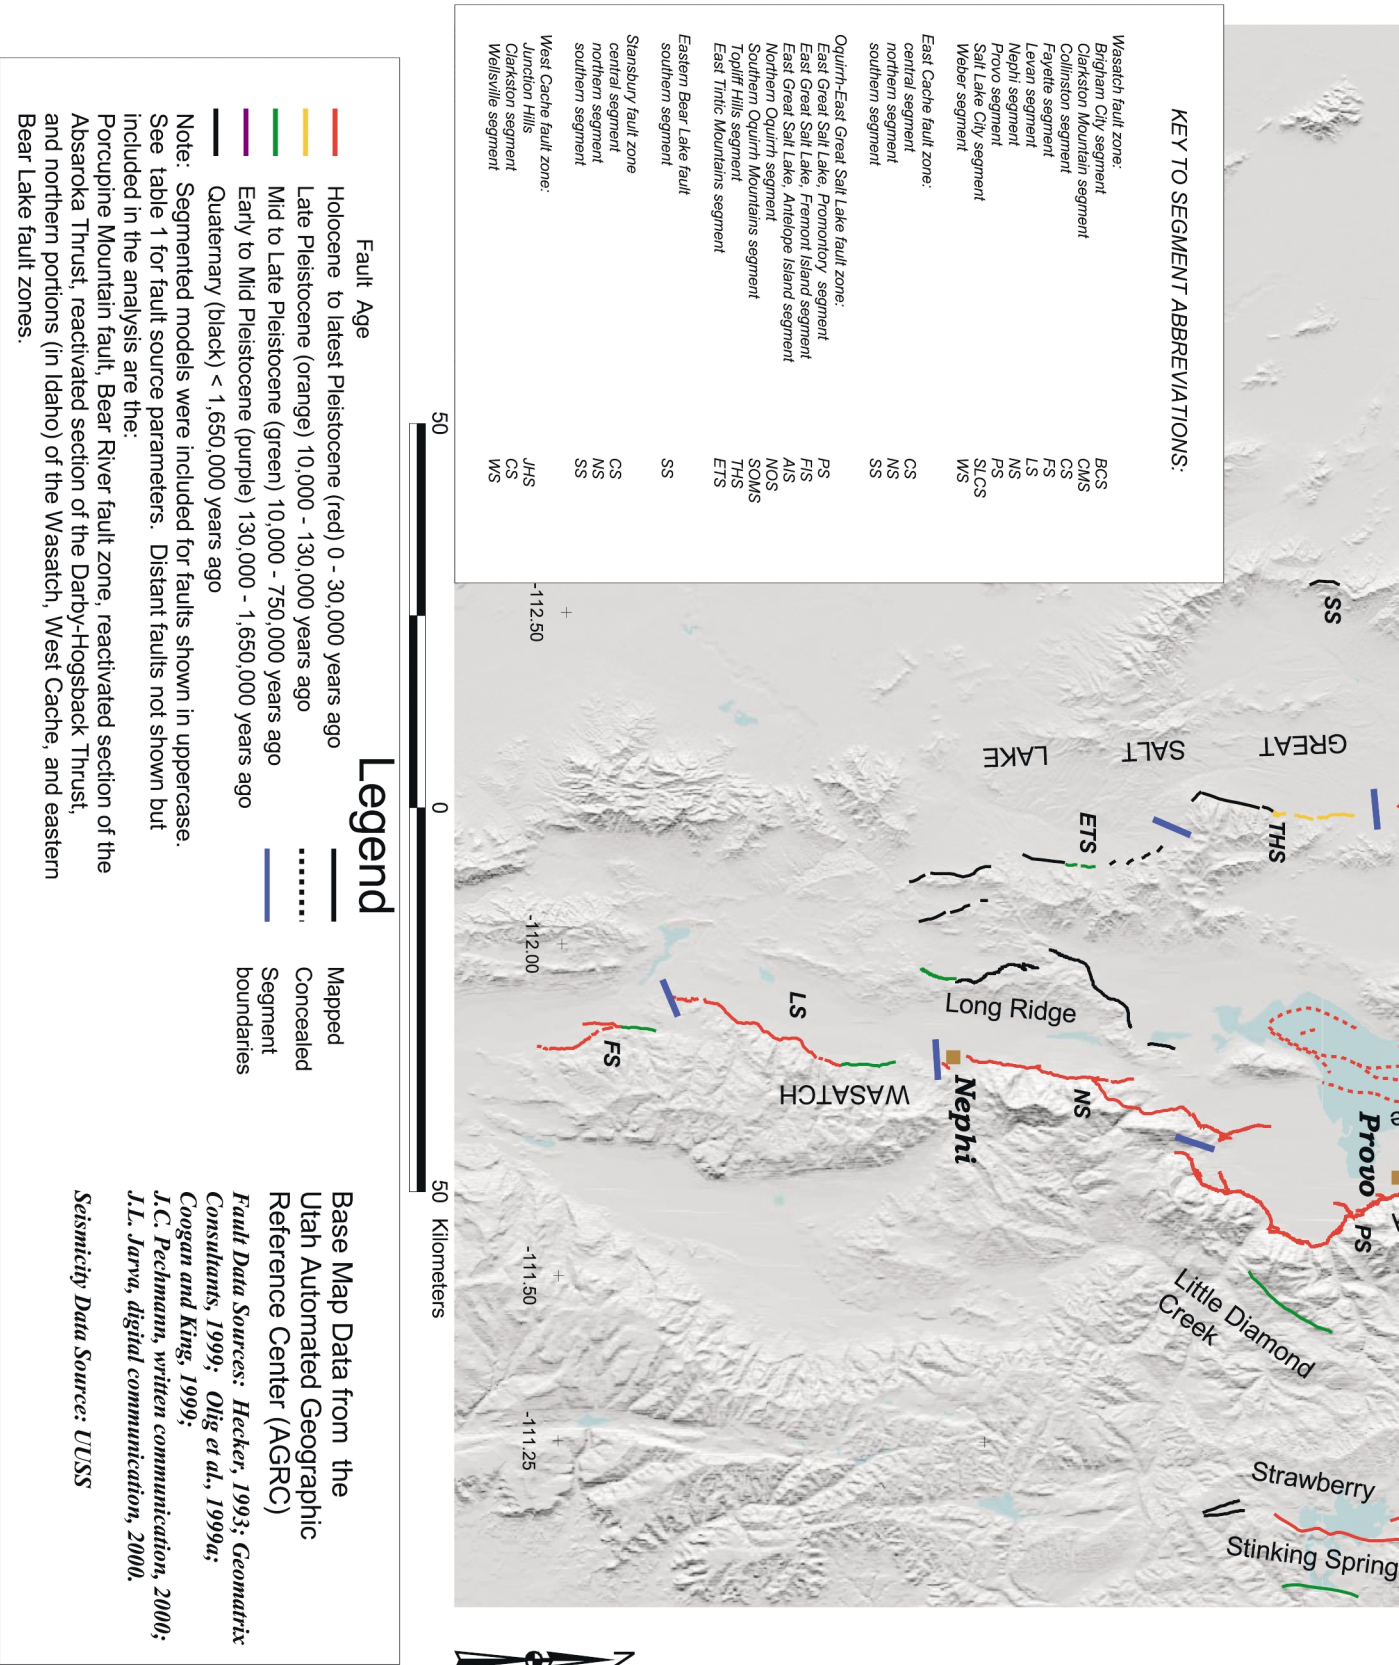 KEY TO SEGMENT ABBREVIATIONS:
Wasatch fault zone:
Brigham City segment BCS
Clarkston Mountain segment CMS
Collinston segment CS
Fayette segment FS
Levan segment LS
Nephi segment NS
Provo segment PS
Salt Lake City segment SLCS
Weber segment WS
East Cache fault zone:
central segment CS
northern segment NS
southern segment SS
Oquirrh-East Great Salt Lake fault zone:
East Great Salt Lake, Promontory segment PS
East Great Salt Lake, Fremont Island segment FIS
East Great Salt Lake, Antelope Island segment AIS
Northern Oquirrh segment NOS
Southern Oquirrh Mountains segment SOMS
Topliff Hills segment THS
East Tintic Mountains segment ETS
Eastern Bear Lake fault
southern segment SS
Stansbury fault zone
central segment CS
northern segment NS
southern segment SS
West Cache fault zone:
Junction Hills JHS
Clarkston segment CS
Wellsville segment WS
SS
GREAT
SALT
LAKE
THS
ETS
Long Ridge
LS
FS
WASATCH
Nephi
NS
Provo
PS
Little Diamond
Creek
Strawberry
Stinking Spring
-112.50
-112.00
-111.50
-111.25
50
0
50 Kilometers
N
Legend
Fault Age
Holocene to latest Pleistocene (red) 0 - 30,000 years ago
Late Pleistocene (orange) 10,000 - 130,000 years ago
Mid to Late Pleistocene (green) 10,000 - 750,000 years ago
Early to Mid Pleistocene (purple) 130,000 - 1,650,000 years ago
Quaternary (black) < 1,650,000 years ago
Mapped
Concealed
Segment
boundaries
Note: Segmented models were included for faults shown in uppercase.
See table 1 for fault source parameters. Distant faults not shown but
included in the analysis are the:
Porcupine Mountain fault, Bear River fault zone, reactivated section of the
Absaroka Thrust, reactivated section of the Darby-Hogsback Thrust,
and northern portions (in Idaho) of the Wasatch, West Cache, and eastern
Bear Lake fault zones.
Base Map Data from the
Utah Automated Geographic
Reference Center (AGRC)
Fault Data Sources: Hecker, 1993; Geomatrix
Consultants, 1999; Olig et al., 1999a;
Coogan and King, 1999;
J.C. Pechmann, written communication, 2000;
J.L. Jarva, digital communication, 2000.
Seismicity Data Source: UUSS